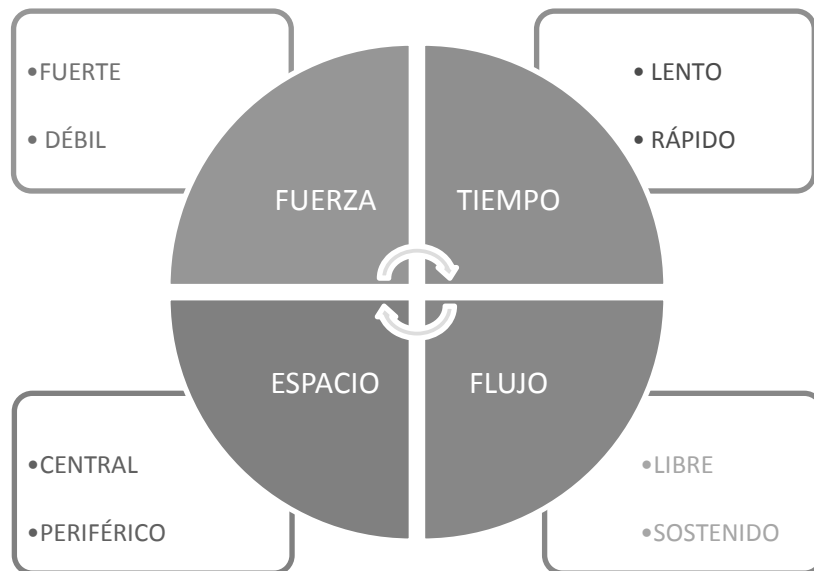 •FUERTE
• DÉBIL
• LENTO
• RÁPIDO
FUERZA
TIEMPO
ESPACIO
FLUJO
•CENTRAL
•PERIFÉRICO
•LIBRE
•SOSTENIDO